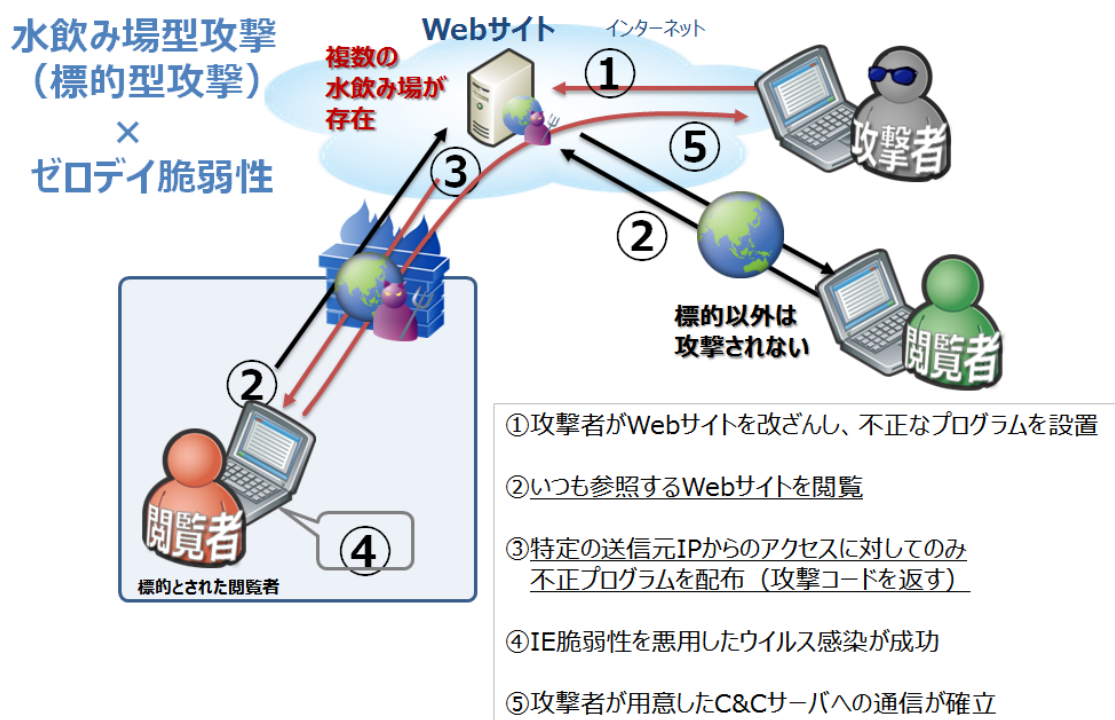 水飲み場型攻撃
（標的型攻撃）
×
ゼロデイ脆弱性
Webサイト
インターネット
複数の
水飲み場が
存在
①
⑤
③
②
②
④
攻撃者
閲覧者
標的以外は
攻撃されない
閲覧者
標的とされた閲覧者
①攻撃者がWebサイトを改ざんし、不正なプログラムを設置
②いつも参照するWebサイトを閲覧
③特定の送信元IPからのアクセスに対してのみ
不正プログラムを配布（攻撃コードを返す）
④IE脆弱性を悪用したウイルス感染が成功
⑤攻撃者が用意したC&Cサーバへの通信が確立